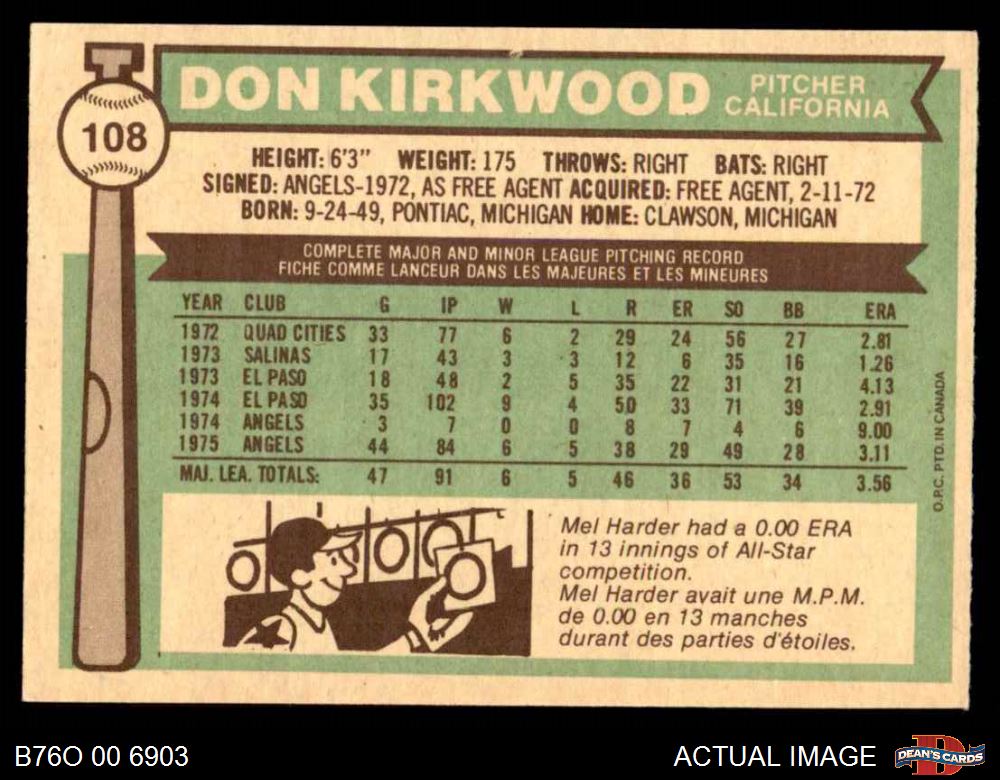 108
DON KIRKWOOD PITCHER
CALIFORNIA
HEIGHT: 6'3" WEIGHT: 175 THROWS: RIGHT BATS: RIGHT
SIGNED: ANGELS-1972, AS FREE AGENT ACQUIRED: FREE AGENT, 2-11-72
BORN: 9-24-49, PONTIAC, MICHIGAN HOME: CLAWSON, MICHIGAN
COMPLETE MAJOR AND MINOR LEAGUE PITCHING RECORD
FICHE COMME LANCEUR DANS LES MAJEURES ET LES MINEURES
YEAR CLUB G IP W L R ER SO BB ERA
1972 QUAD CITIES 33 77 6 2 29 24 56 27 2.81
1973 SALINAS 17 43 3 3 12 6 35 16 1.26
1973 EL PASO 18 48 2 5 35 22 31 21 4.13
1974 EL PASO 35 102 9 4 50 33 71 39 2.91
1974 ANGELS 3 7 0 0 8 7 4 6 9.00
1975 ANGELS 44 84 6 5 38 29 49 28 3.11
MAJ. LEA. TOTALS: 47 91 6 5 46 36 53 34 3.56
O.P.C. PTD. IN CANADA
Mel Harder had a 0.00 ERA
in 13 innings of All-Star
competition.
Mel Harder avait une M.P.M.
de 0.00 en 13 manches
durant des parties d'étoiles.
B76O 00 6903
ACTUAL IMAGE
DEAN'S CARDS